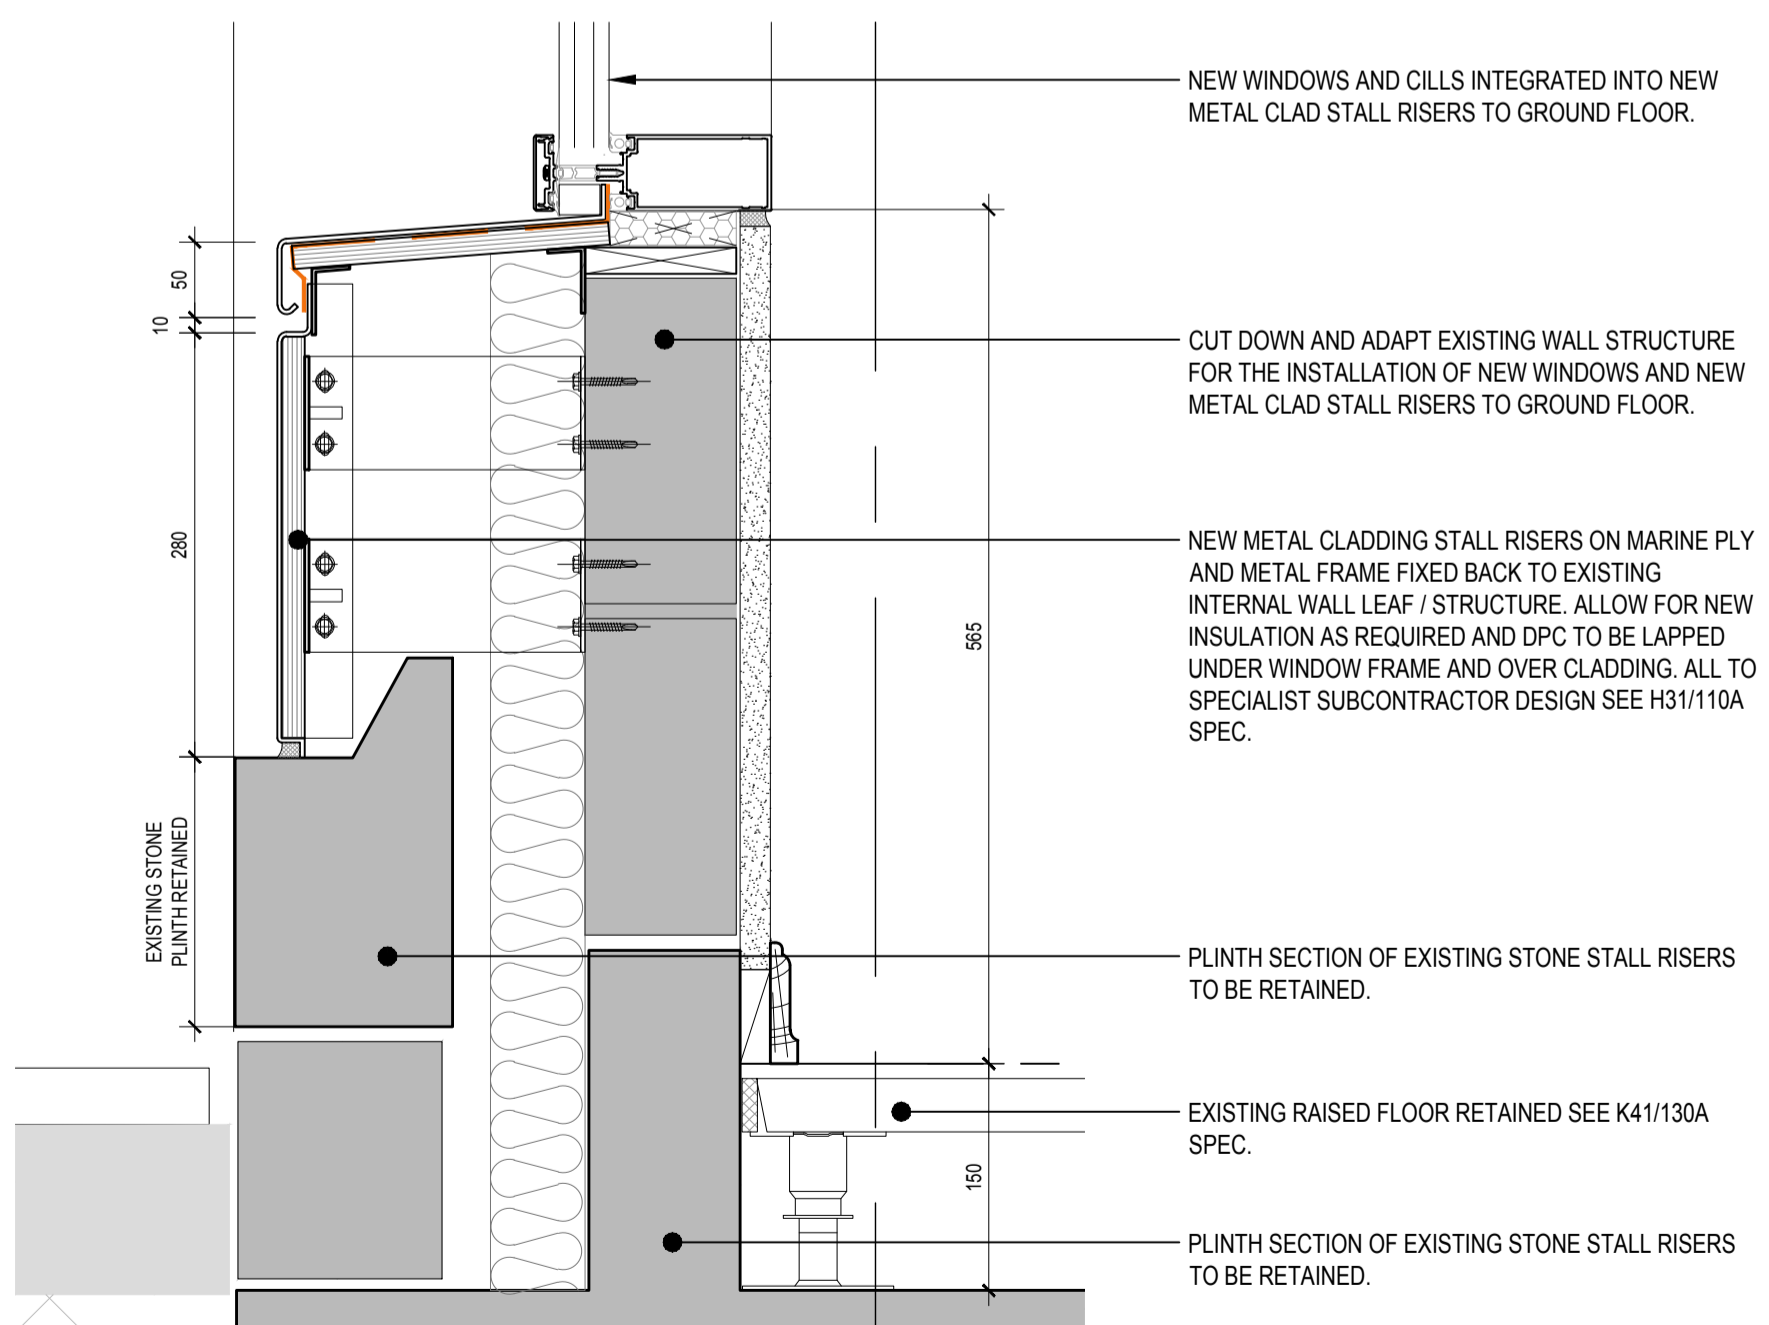 NEW WINDOWS AND CILLS INTEGRATED INTO NEW
METAL CLAD STALL RISERS TO GROUND FLOOR.
50
10
280
EXISTING STONE
PLINTH RETAINED
CUT DOWN AND ADAPT EXISTING WALL STRUCTURE
FOR THE INSTALLATION OF NEW WINDOWS AND NEW
METAL CLAD STALL RISERS TO GROUND FLOOR.
NEW METAL CLADDING STALL RISERS ON MARINE PLY
AND METAL FRAME FIXED BACK TO EXISTING
INTERNAL WALL LEAF / STRUCTURE. ALLOW FOR NEW
INSULATION AS REQUIRED AND DPC TO BE LAPPED
UNDER WINDOW FRAME AND OVER CLADDING. ALL TO
SPECIALIST SUBCONTRACTOR DESIGN SEE H31/110A
SPEC.
565
PLINTH SECTION OF EXISTING STONE STALL RISERS
TO BE RETAINED.
EXISTING RAISED FLOOR RETAINED SEE K41/130A
SPEC.
150
PLINTH SECTION OF EXISTING STONE STALL RISERS
TO BE RETAINED.